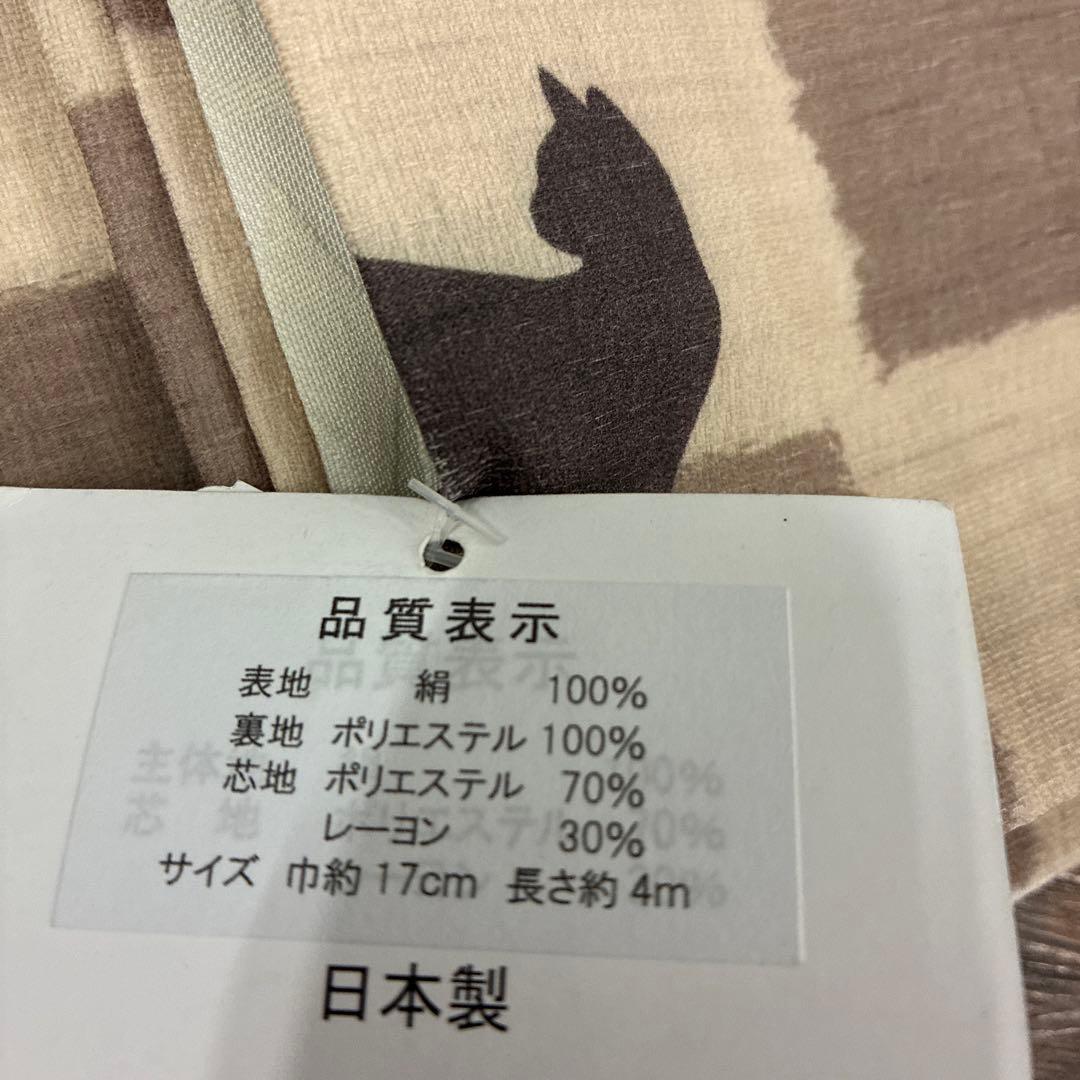 品質表示
表地 絹 100%
裏地 ポリエステル 100%
芯地 ポリエステル 70%
レーヨン 30%
サイズ 巾約17cm 長さ約4m
日本製